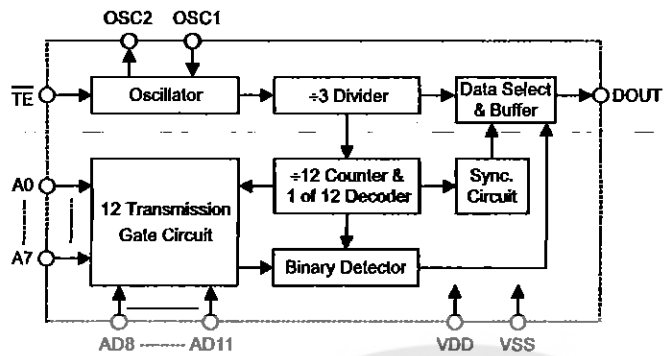 OSC2 OSC1
TE
Oscillator
÷3 Divider
Data Select
& Buffer
DOUT
A0
A7
12 Transmission
Gate Circuit
÷12 Counter &
1 of 12 Decoder
Sync.
Circuit
Binary Detector
AD8 AD11 VDD VSS